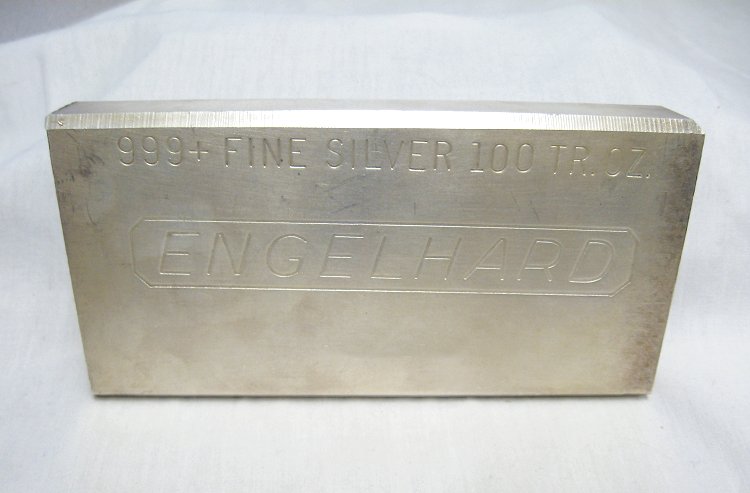 999+ FINE SILVER 100 TR. OZ.
ENGELHARD